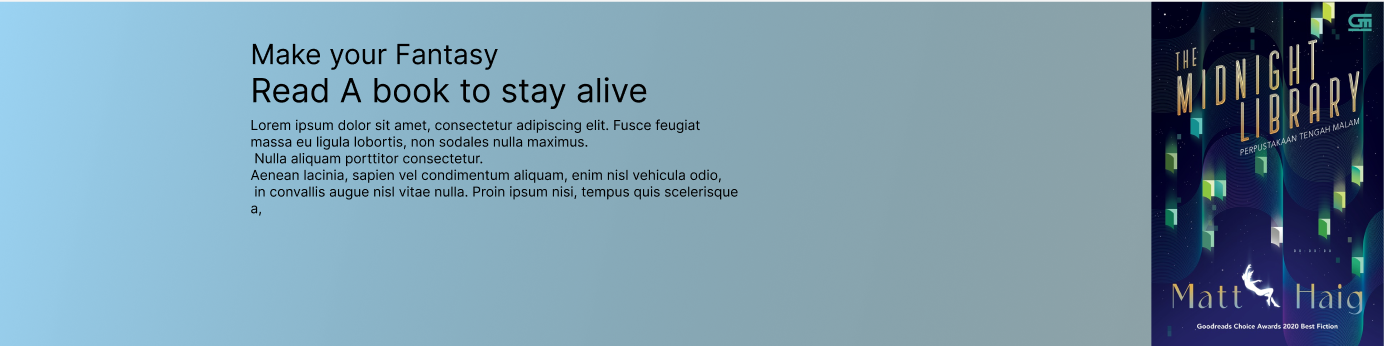 Make your Fantasy
Read A book to stay alive
Lorem ipsum dolor sit amet, consectetur adipiscing elit. Fusce feugiat
massa eu ligula lobortis, non sodales nulla maximus.
Nulla aliquam porttitor consectetur.
Aenean lacinia, sapien vel condimentum aliquam, enim nisl vehicula odio,
in convallis augue nisl vitae nulla. Proin ipsum nisi, tempus quis scelerisque
a,
THE
MIDNIGHT
LIBRARY
PERPUSTAKAAN TENGAH MALAM
Matt Haig
Goodreads Choice Awards 2020 Best Fiction